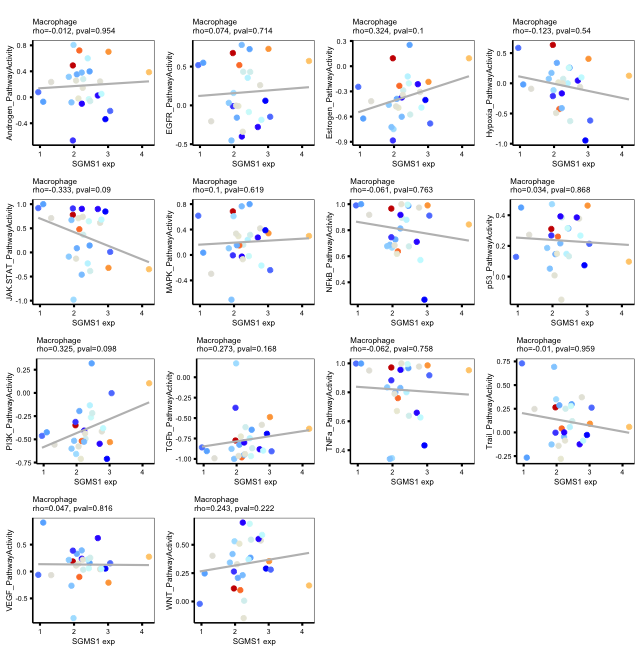 Macrophage
rho=-0.012, pval=0.954
Androgen_PathwayActivity
0.8
0.4
0.0
-0.4
1
2
3
4
SGMS1 exp
Macrophage
rho=0.074, pval=0.714
EGFR_PathwayActivity
0.5
0.0
-0.5
1
2
3
4
SGMS1 exp
Macrophage
rho=0.324, pval=0.1
Estrogen_PathwayActivity
0.3
0.0
-0.3
-0.6
-0.9
1
2
3
4
SGMS1 exp
Macrophage
rho=-0.123, pval=0.54
Hypoxia_PathwayActivity
0.5
0.0
-0.5
-1.0
1
2
3
4
SGMS1 exp
Macrophage
rho=-0.333, pval=0.09
JAK.STAT_PathwayActivity
1.0
0.5
0.0
-0.5
-1.0
1
2
3
4
SGMS1 exp
Macrophage
rho=0.1, pval=0.619
MAPK_PathwayActivity
0.8
0.4
0.0
-0.4
1
2
3
4
SGMS1 exp
Macrophage
rho=-0.061, pval=0.763
NFkB_PathwayActivity
1.0
0.8
0.6
0.4
1
2
3
4
SGMS1 exp
Macrophage
rho=0.034, pval=0.868
p53_PathwayActivity
0.4
0.2
0.0
1
2
3
4
SGMS1 exp
Macrophage
rho=0.325, pval=0.098
PI3K_PathwayActivity
0.25
0.00
-0.25
-0.50
-0.75
1
2
3
4
SGMS1 exp
Macrophage
rho=0.273, pval=0.168
TGFb_PathwayActivity
0.00
-0.25
-0.50
-0.75
-1.00
1
2
3
4
SGMS1 exp
Macrophage
rho=-0.062, pval=0.758
TNFa_PathwayActivity
1.0
0.8
0.6
0.4
1
2
3
4
SGMS1 exp
Macrophage
rho=-0.01, pval=0.959
Trail_PathwayActivity
0.75
0.50
0.25
0.00
-0.25
1
2
3
4
SGMS1 exp
Macrophage
rho=0.047, pval=0.816
VEGF_PathwayActivity
0.5
0.0
-0.5
1
2
3
4
SGMS1 exp
Macrophage
rho=0.243, pval=0.222
WNT_PathwayActivity
0.50
0.25
0.00
1
2
3
4
SGMS1 exp